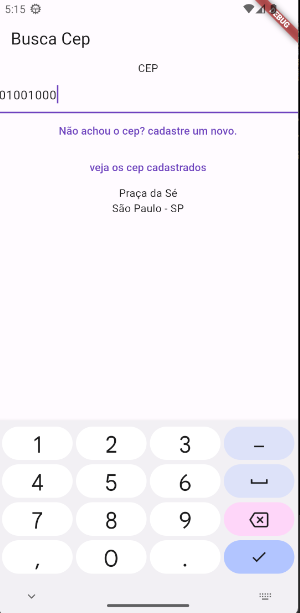 5:15
DEBUG
Busca Cep
CEP
01001000
Não achou o cep? cadastre um novo.
veja os cep cadastrados
Praça da Sé
São Paulo - SP
1 2 3 –
4 5 6
7 8 9
, 0 .